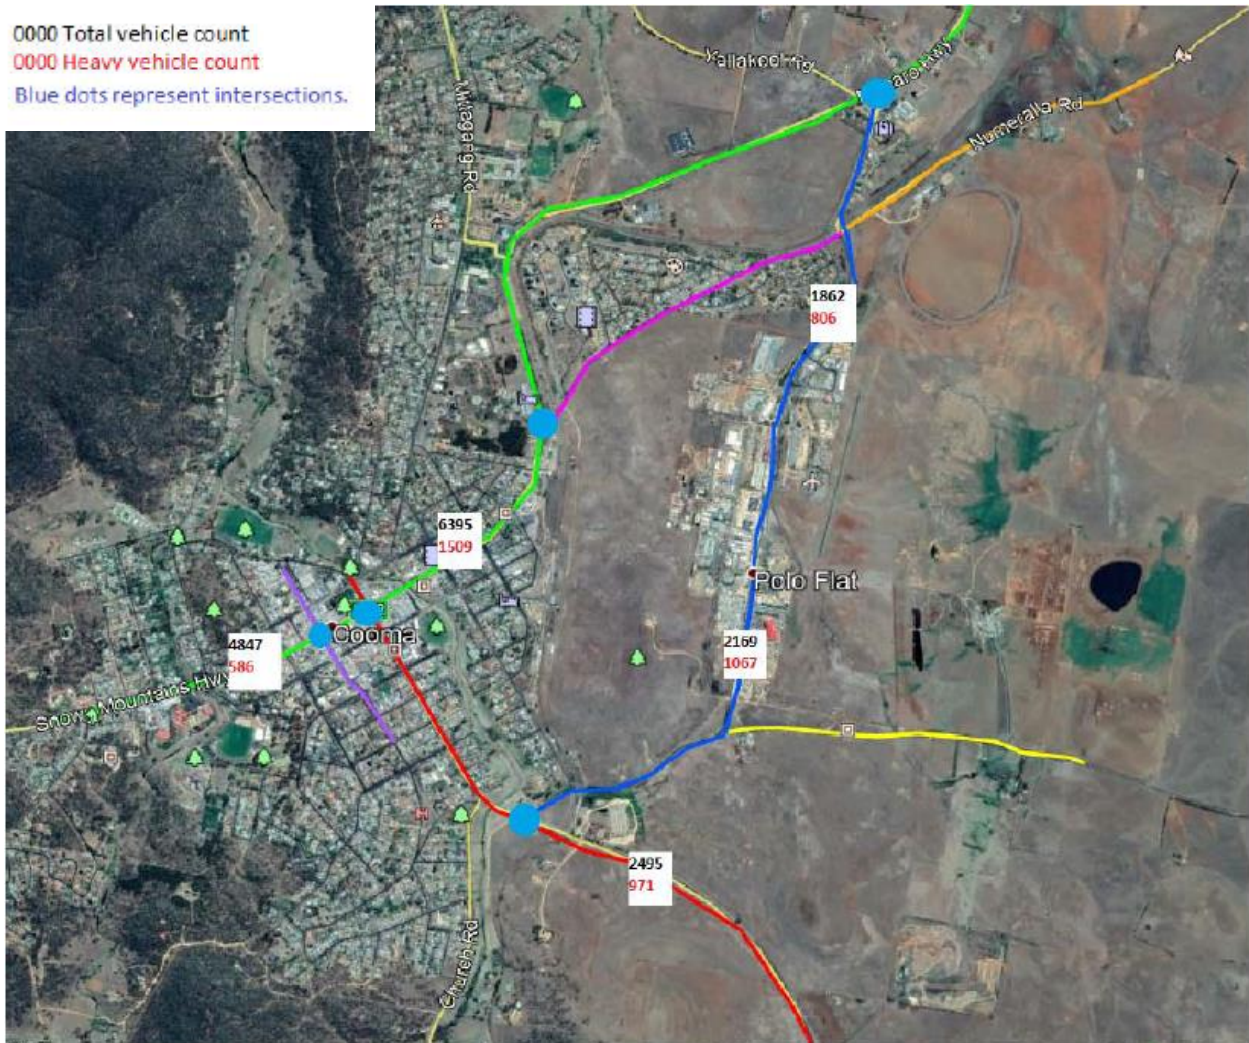 0000 Total vehicle count
0000 Heavy vehicle count
Blue dots represent intersections.
Yallakool Rd
aro Hwy
Numeralla Rd
Mittagang Rd
1862
806
6395
1509
Polo Flat
Cooma
4847
586
2169
1067
Snowy Mountains Hwy
2495
971
Church Rd